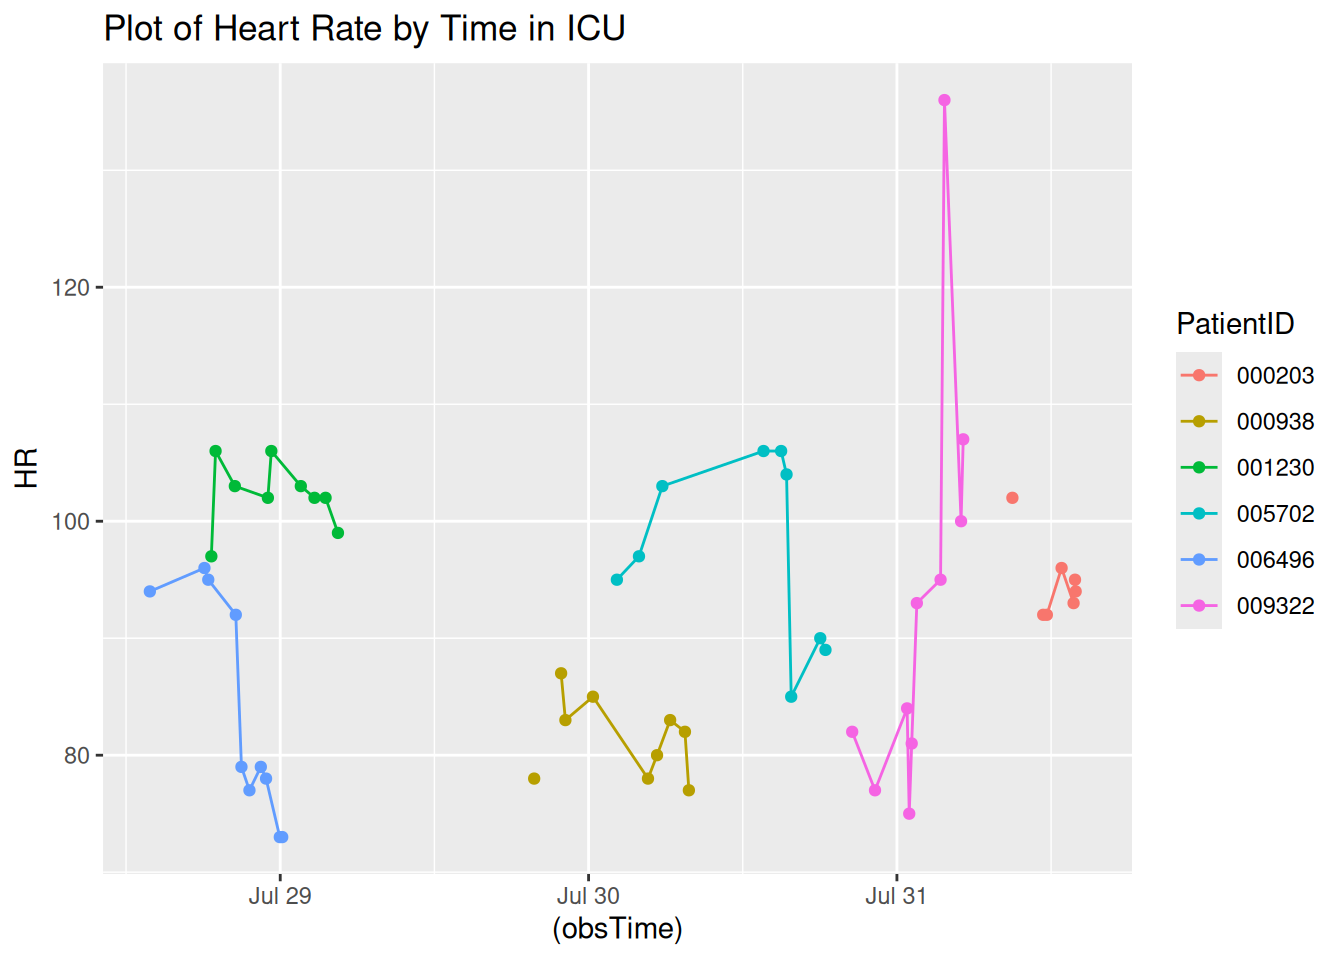 Plot of Heart Rate by Time in ICU
HR
120
100
80
Jul 29
Jul 30
Jul 31
(obsTime)
PatientID
000203
000938
001230
005702
006496
009322